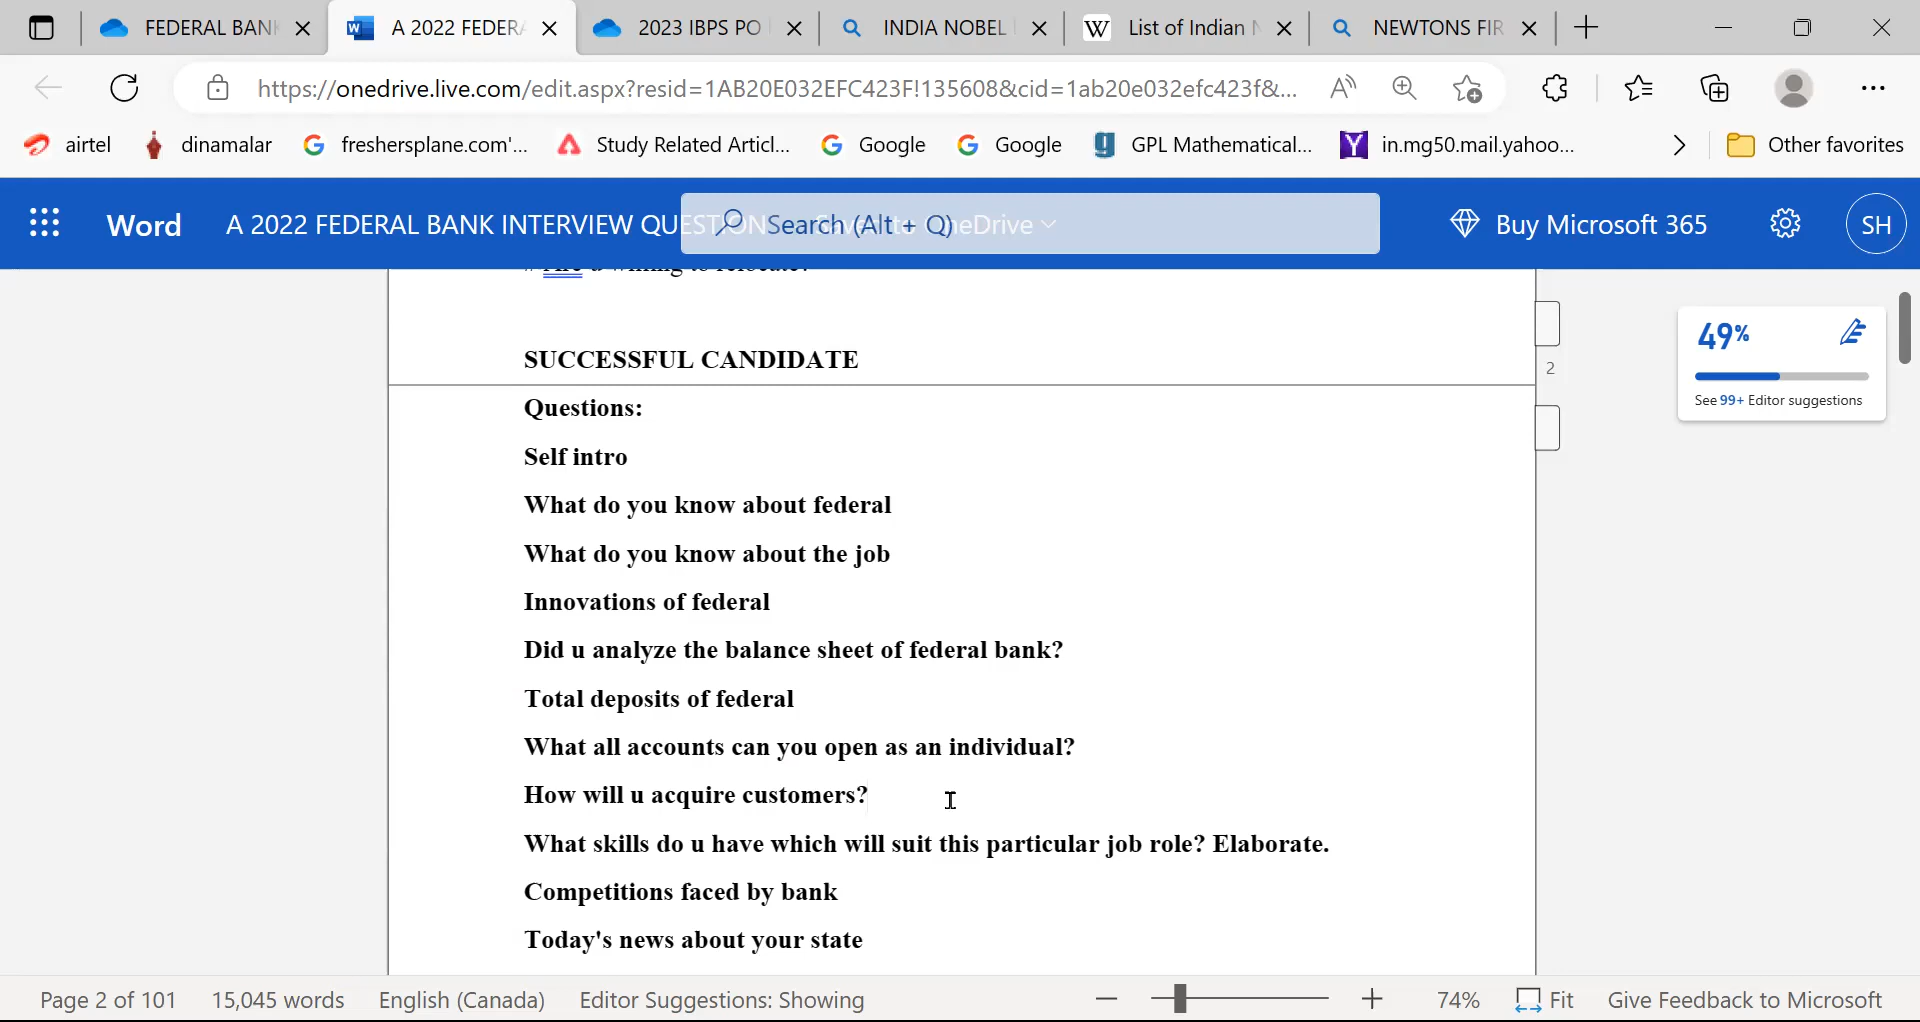 FEDERAL BAN
A 2022 FEDERA
2023 IBPS PO
INDIA NOBEL
W List of Indian N
NEWTONS FIR
https://onedrive.live.com/edit.aspx?resid=1AB20E032EFC423F!135608&cid=1ab20e032efc423f&...
airtel
dinamalar
freshersplane.com'...
Study Related Articl...
Google
Google
GPL Mathematical...
in.mg50.mail.yahoo...
Other favorites
Word
A 2022 FEDERAL BANK INTERVIEW QUESTION
Search (Alt + Q)
Buy Microsoft 365
SH
SUCCESSFUL CANDIDATE
2
49%
See 99+ Editor suggestions
Questions:
Self intro
What do you know about federal
What do you know about the job
Innovations of federal
Did u analyze the balance sheet of federal bank?
Total deposits of federal
What all accounts can you open as an individual?
How will u acquire customers?
What skills do u have which will suit this particular job role? Elaborate.
Competitions faced by bank
Today's news about your state
Page 2 of 101
15,045 words
English (Canada)
Editor Suggestions: Showing
74%
Fit
Give Feedback to Microsoft